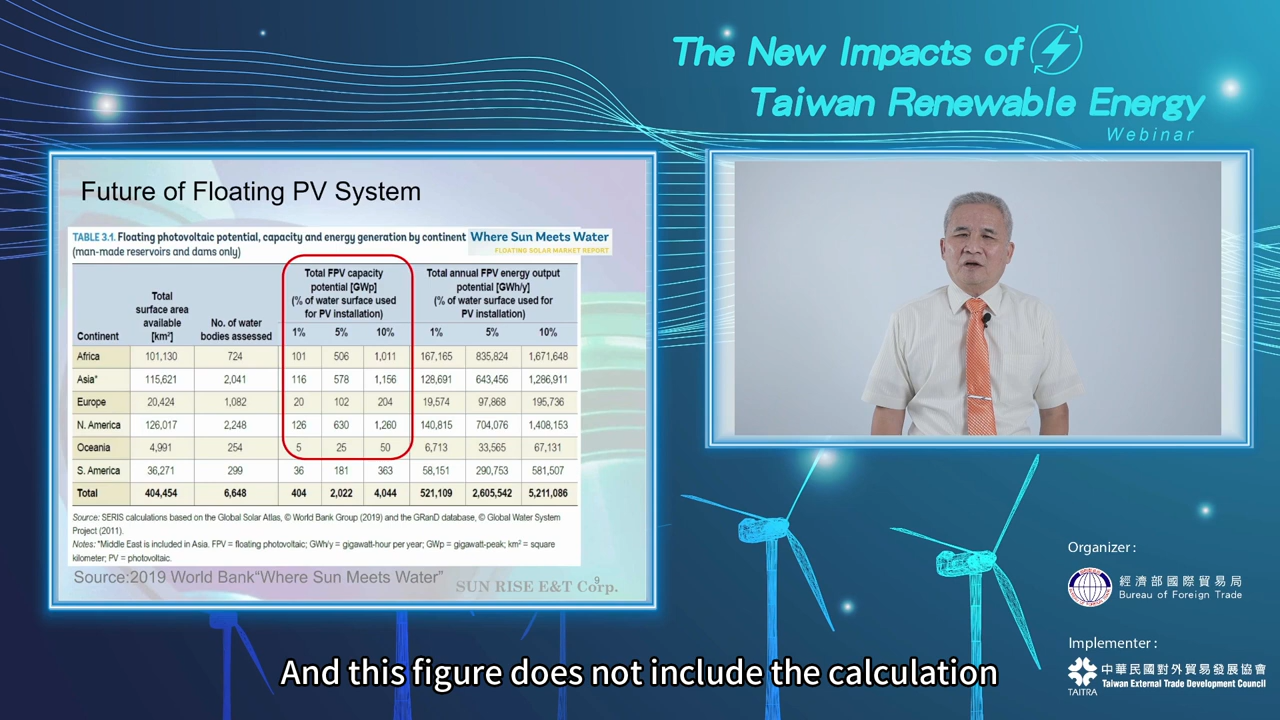 The New Impacts of
Taiwan Renewable Energy
Webinar
Future of Floating PV System
TABLE 3.1. Floating photovoltaic potential, capacity and energy generation by continent
(man-made reservoirs and dams only)
Where Sun Meets Water
FLOATING SOLAR MARKET REPORT
Continent
Total surface area available [km²]
No. of water bodies assessed
Total FPV capacity potential [GWp] (% of water surface used for PV installation)
Total annual FPV energy output potential [GWh/y] (% of water surface used for PV installation)
1% 5% 10% 1% 5% 10%
Africa 101,130 724 101 506 1,011 167,165 835,824 1,671,648
Asia* 115,621 2,041 116 578 1,156 128,691 643,456 1,286,911
Europe 20,424 1,082 20 102 204 19,574 97,868 195,736
N. America 126,017 2,248 126 630 1,260 140,815 704,076 1,408,153
Oceania 4,991 254 5 25 50 6,713 33,565 67,131
S. America 36,271 299 36 181 363 58,151 290,753 581,507
Total 404,454 6,648 404 2,022 4,044 521,109 2,605,542 5,211,086
Source: SERIS calculations based on the Global Solar Atlas, © World Bank Group (2019) and the GRanD database, © Global Water System
Project (2011).
Notes: *Middle East is included in Asia. FPV = floating photovoltaic; GWh/y = gigawatt-hour per year; GWp = gigawatt-peak; km² = square
kilometer; PV = photovoltaic.
Source:2019 World Bank“Where Sun Meets Water”
SUN RISE E&T Corp.
9
Organizer :
經濟部國際貿易局
Bureau of Foreign Trade
Implementer :
中華民國對外貿易發展協會
Taiwan External Trade Development Council
TAITRA
And this figure does not include the calculation